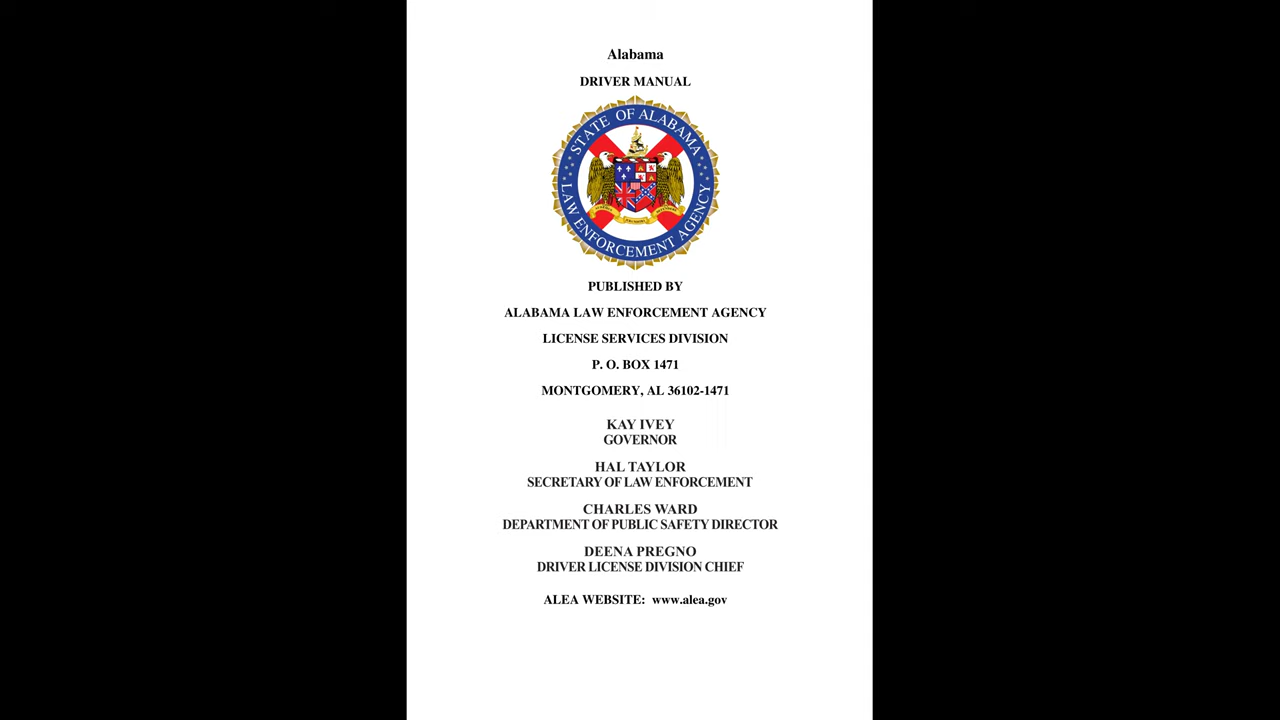 Alabama
DRIVER MANUAL
STATE OF ALABAMA
LAW ENFORCEMENT AGENCY
PUBLISHED BY
ALABAMA LAW ENFORCEMENT AGENCY
LICENSE SERVICES DIVISION
P. O. BOX 1471
MONTGOMERY, AL 36102-1471
KAY IVEY
GOVERNOR
HAL TAYLOR
SECRETARY OF LAW ENFORCEMENT
CHARLES WARD
DEPARTMENT OF PUBLIC SAFETY DIRECTOR
DEENA PREGNO
DRIVER LICENSE DIVISION CHIEF
ALEA WEBSITE: www.alea.gov